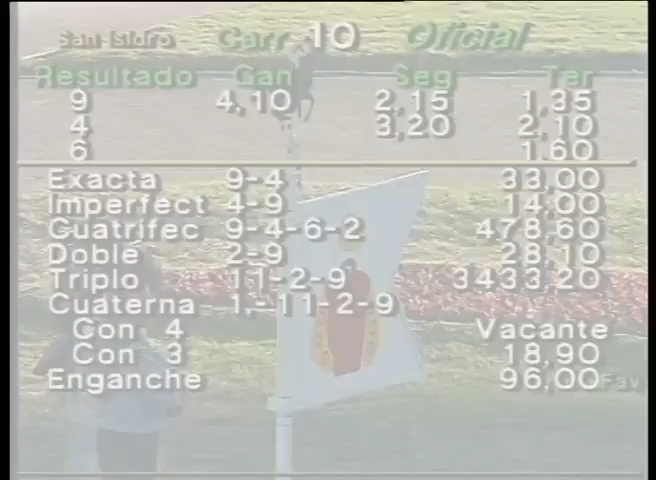 San Isidro Carr 10 Oficial
Resultado Gan Seg Ter
9 4,10 2,15 1,35
4 3,20 2,10
6 1,60
Exacta 9-4 33,00
Imperfect 4-9 14,00
Cuatrifec 9-4-6-2 478,60
Doble 2-9 28,10
Triplo 11-2-9 3433,20
Cuaterna 1,-11-2-9
Con 4 Vacante
Con 3 18,90
Enganche 96,00 Fav